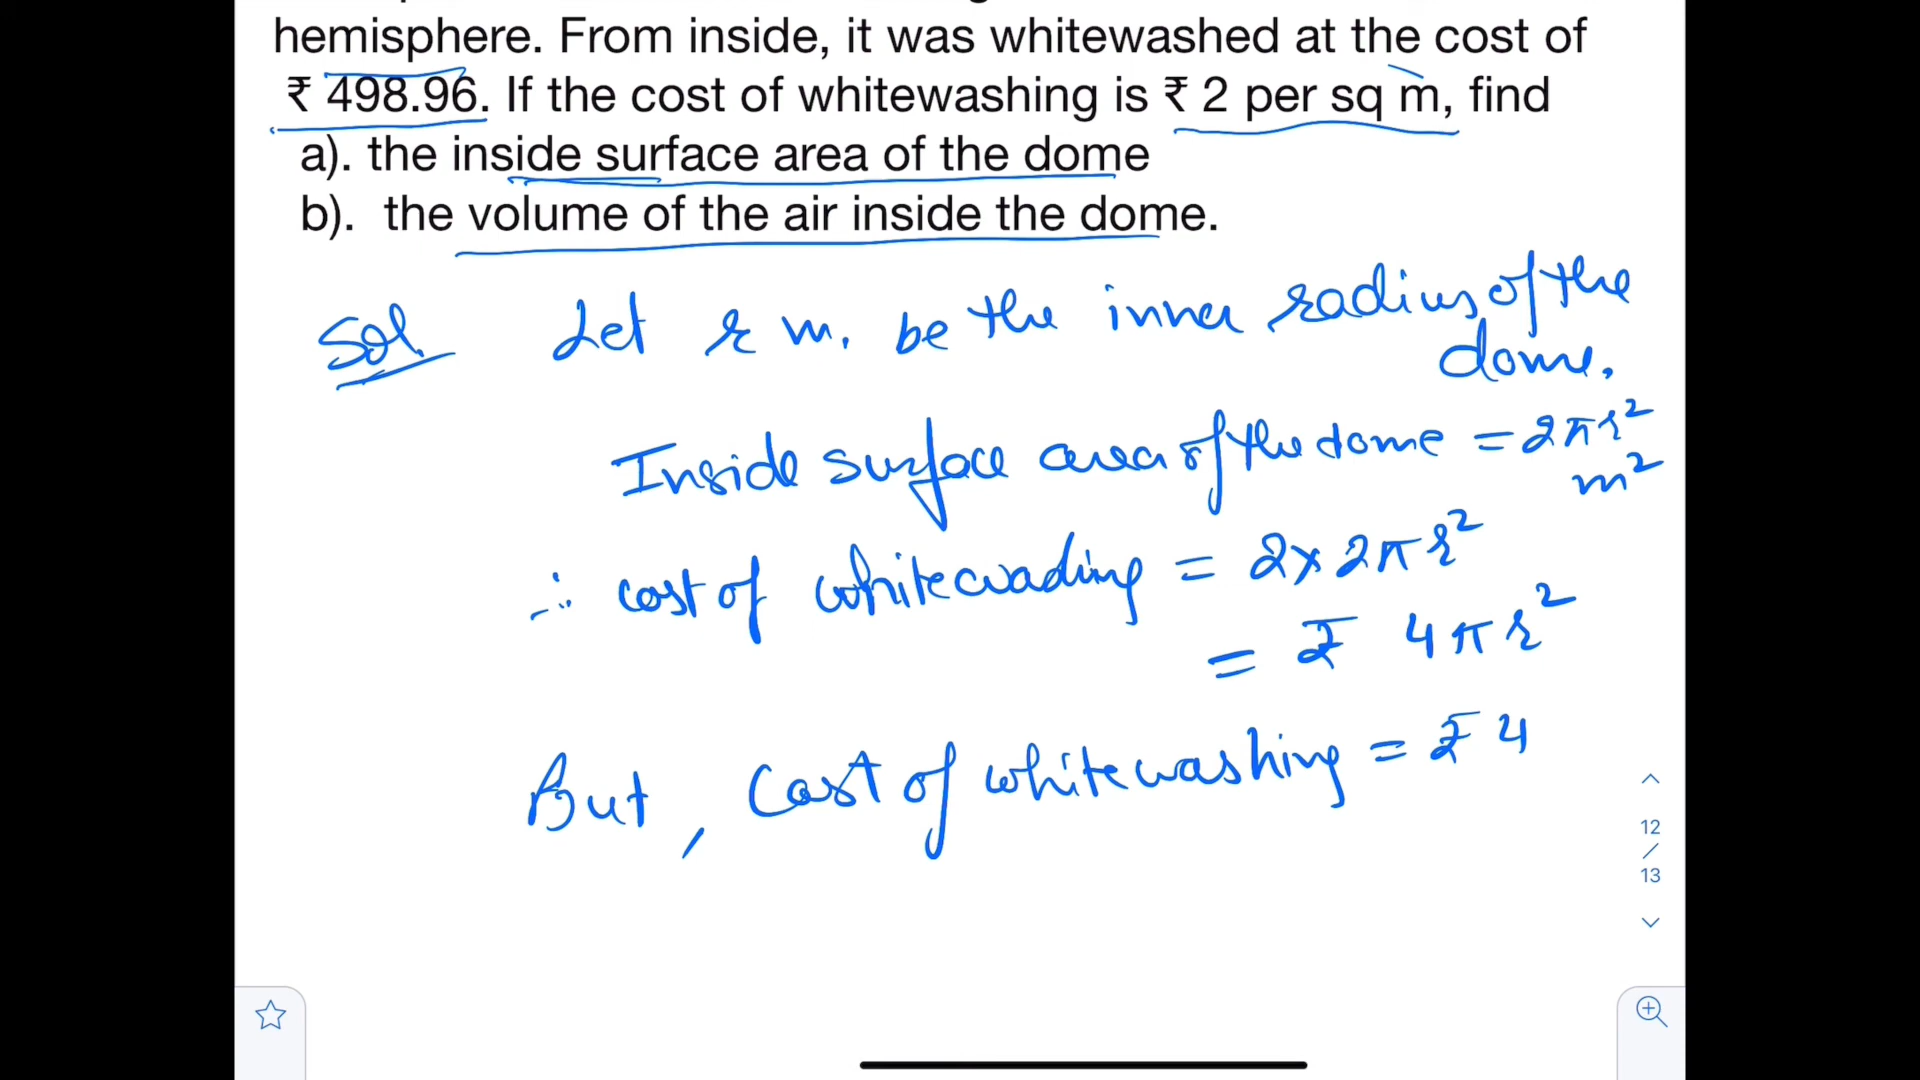 hemisphere. From inside, it was whitewashed at the cost of
₹ 498.96. If the cost of whitewashing is ₹ 2 per sq m, find
a). the inside surface area of the dome
b). the volume of the air inside the dome.
Sol. Let r m. be the inner radius of the
dome.
Inside surface area of the dome = 2πr²
m²
∴ cost of whitewading = 2 × 2πr²
= ₹ 4πr²
But, Cost of whitewashing = ₹ 4
12
/
13